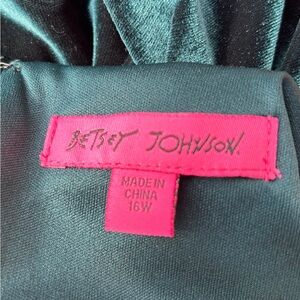 BETSEY JOHNSON.
MADE IN
CHINA
16W